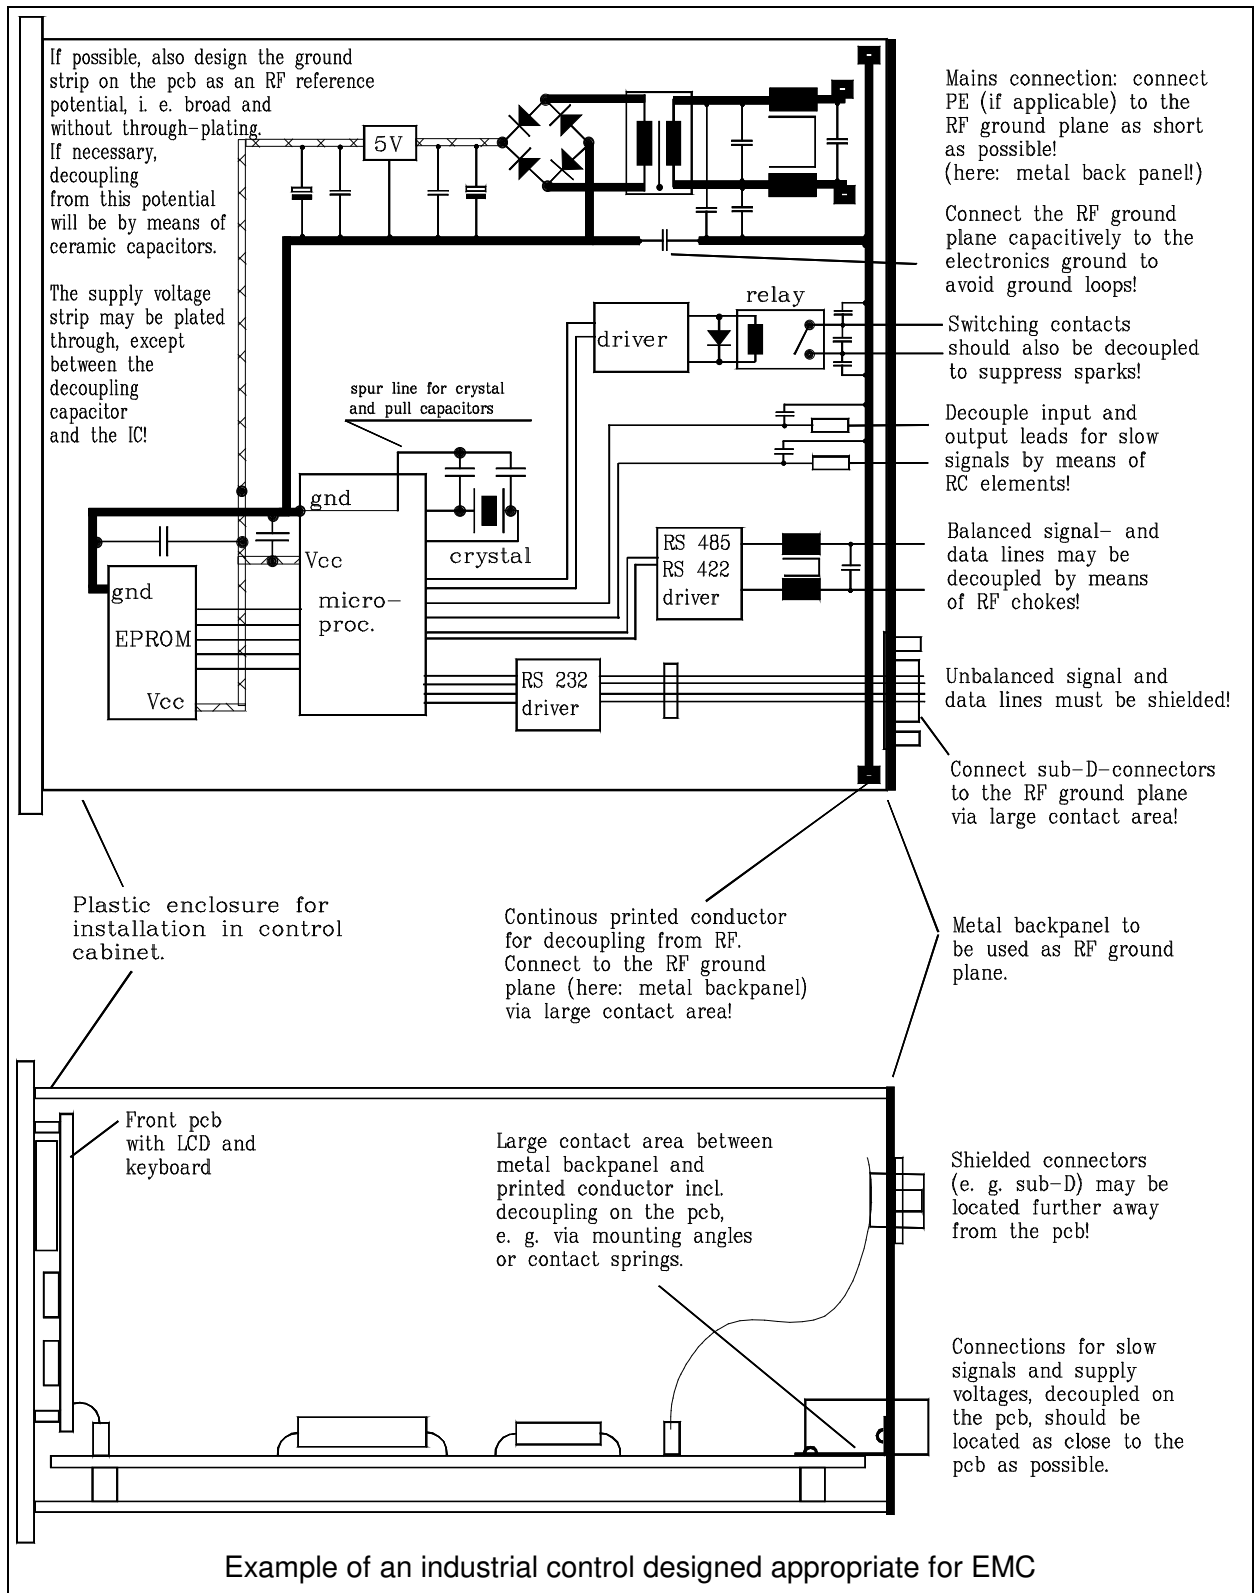 If possible, also design the ground
strip on the pcb as an RF reference
potential, i. e. broad and
without through-plating.
If necessary,
decoupling
from this potential
will be by means of
ceramic capacitors.
The supply voltage
strip may be plated
through, except
between the
decoupling
capacitor
and the IC!
5V
Mains connection: connect
PE (if applicable) to the
RF ground plane as short
as possible!
(here: metal back panel!)
Connect the RF ground
plane capacitively to the
electronics ground to
avoid ground loops!
relay
driver
Switching contacts
should also be decoupled
to suppress sparks!
spur line for crystal
and pull capacitors
Decouple input and
output leads for slow
signals by means of
RC elements!
gnd
Vcc
micro-
proc.
crystal
gnd
EPROM
Vcc
RS 485
RS 422
driver
Balanced signal- and
data lines may be
decoupled by means
of RF chokes!
RS 232
driver
Unbalanced signal and
data lines must be shielded!
Connect sub-D-connectors
to the RF ground plane
via large contact area!
Plastic enclosure for
installation in control
cabinet.
Continous printed conductor
for decoupling from RF.
Connect to the RF ground
plane (here: metal backpanel)
via large contact area!
Metal backpanel to
be used as RF ground
plane.
Front pcb
with LCD and
keyboard
Large contact area between
metal backpanel and
printed conductor incl.
decoupling on the pcb,
e. g. via mounting angles
or contact springs.
Shielded connectors
(e. g. sub-D) may be
located further away
from the pcb!
Connections for slow
signals and supply
voltages, decoupled on
the pcb, should be
located as close to the
pcb as possible.
Example of an industrial control designed appropriate for EMC